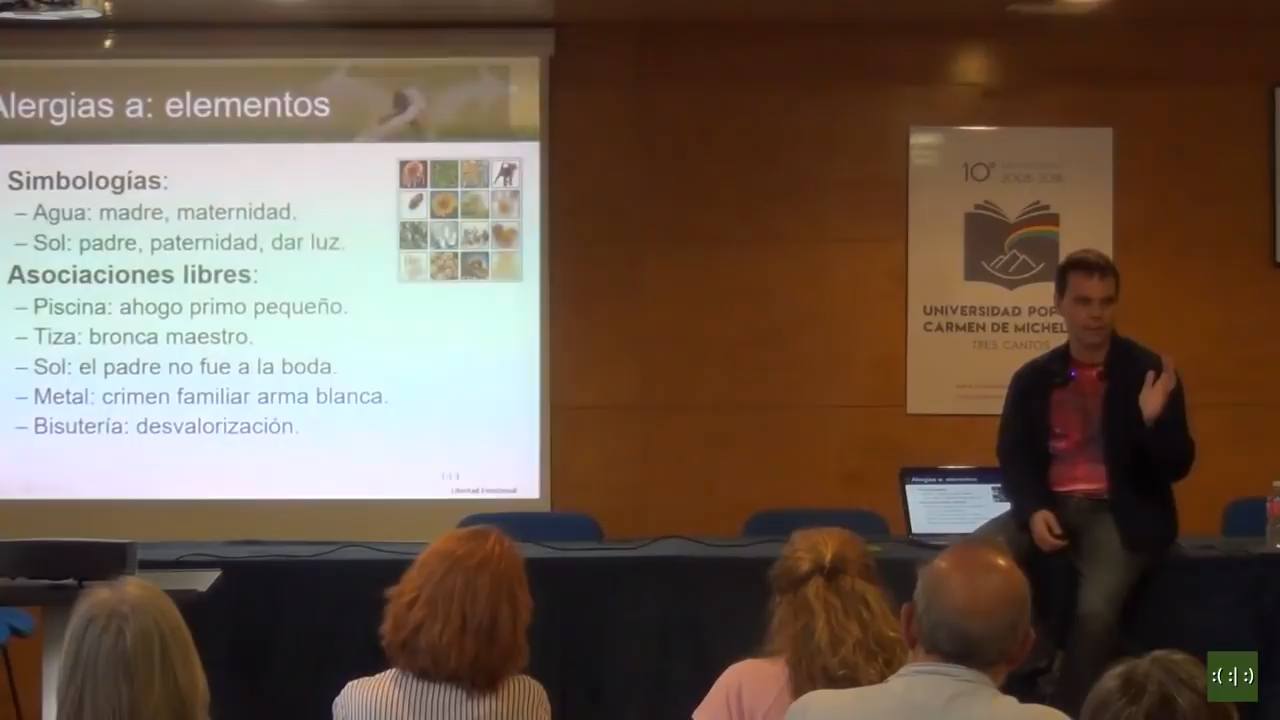 Alergias a: elementos
Simbologías:
– Agua: madre, maternidad,
– Sol: padre, paternidad, dar luz.
Asociaciones libres:
– Piscina: ahogo primo pequeño.
– Tiza: bronca maestro.
– Sol: el padre no fue a la boda.
– Metal: crimen familiar arma blanca.
– Bisutería: desvalorización.
Libertad Emocional
10º
UNIVERSIDAD POP
CARMEN DE MICHEL
TRES CANTOS
Alergias a: elementos
:( :| :)